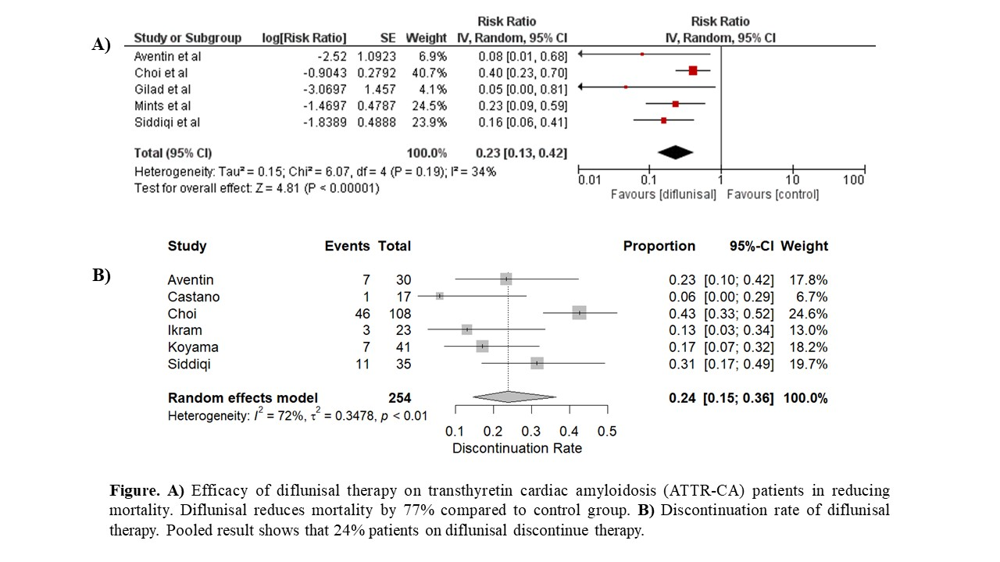 A)
Risk Ratio Risk Ratio
Study or Subgroup log[Risk Ratio] SE Weight IV, Random, 95% CI IV, Random, 95% CI
Aventin et al -2.52 1.0923 6.9% 0.08 [0.01, 0.68]
Choi et al -0.9043 0.2792 40.7% 0.40 [0.23, 0.70]
Gilad et al -3.0697 1.457 4.1% 0.05 [0.00, 0.81]
Mints et al -1.4697 0.4787 24.5% 0.23 [0.09, 0.59]
Siddiqi et al -1.8389 0.4888 23.9% 0.16 [0.06, 0.41]
Total (95% CI) 100.0% 0.23 [0.13, 0.42]
Heterogeneity: Tau² = 0.15; Chi² = 6.07, df = 4 (P = 0.19); I² = 34%
Test for overall effect: Z = 4.81 (P < 0.00001)
0.01 0.1 1 10 100
Favours [diflunisal] Favours [control]
B)
Study Events Total Proportion 95%-CI Weight
Aventin 7 30 0.23 [0.10; 0.42] 17.8%
Castano 1 17 0.06 [0.00; 0.29] 6.7%
Choi 46 108 0.43 [0.33; 0.52] 24.6%
Ikram 3 23 0.13 [0.03; 0.34] 13.0%
Koyama 7 41 0.17 [0.07; 0.32] 18.2%
Siddiqi 11 35 0.31 [0.17; 0.49] 19.7%
Random effects model 254 0.24 [0.15; 0.36] 100.0%
Heterogeneity: I² = 72%, τ² = 0.3478, p < 0.01
0.1 0.2 0.3 0.4 0.5
Discontinuation Rate
Figure. A) Efficacy of diflunisal therapy on transthyretin cardiac amyloidosis (ATTR-CA) patients in reducing
mortality. Diflunisal reduces mortality by 77% compared to control group. B) Discontinuation rate of diflunisal
therapy. Pooled result shows that 24% patients on diflunisal discontinue therapy.